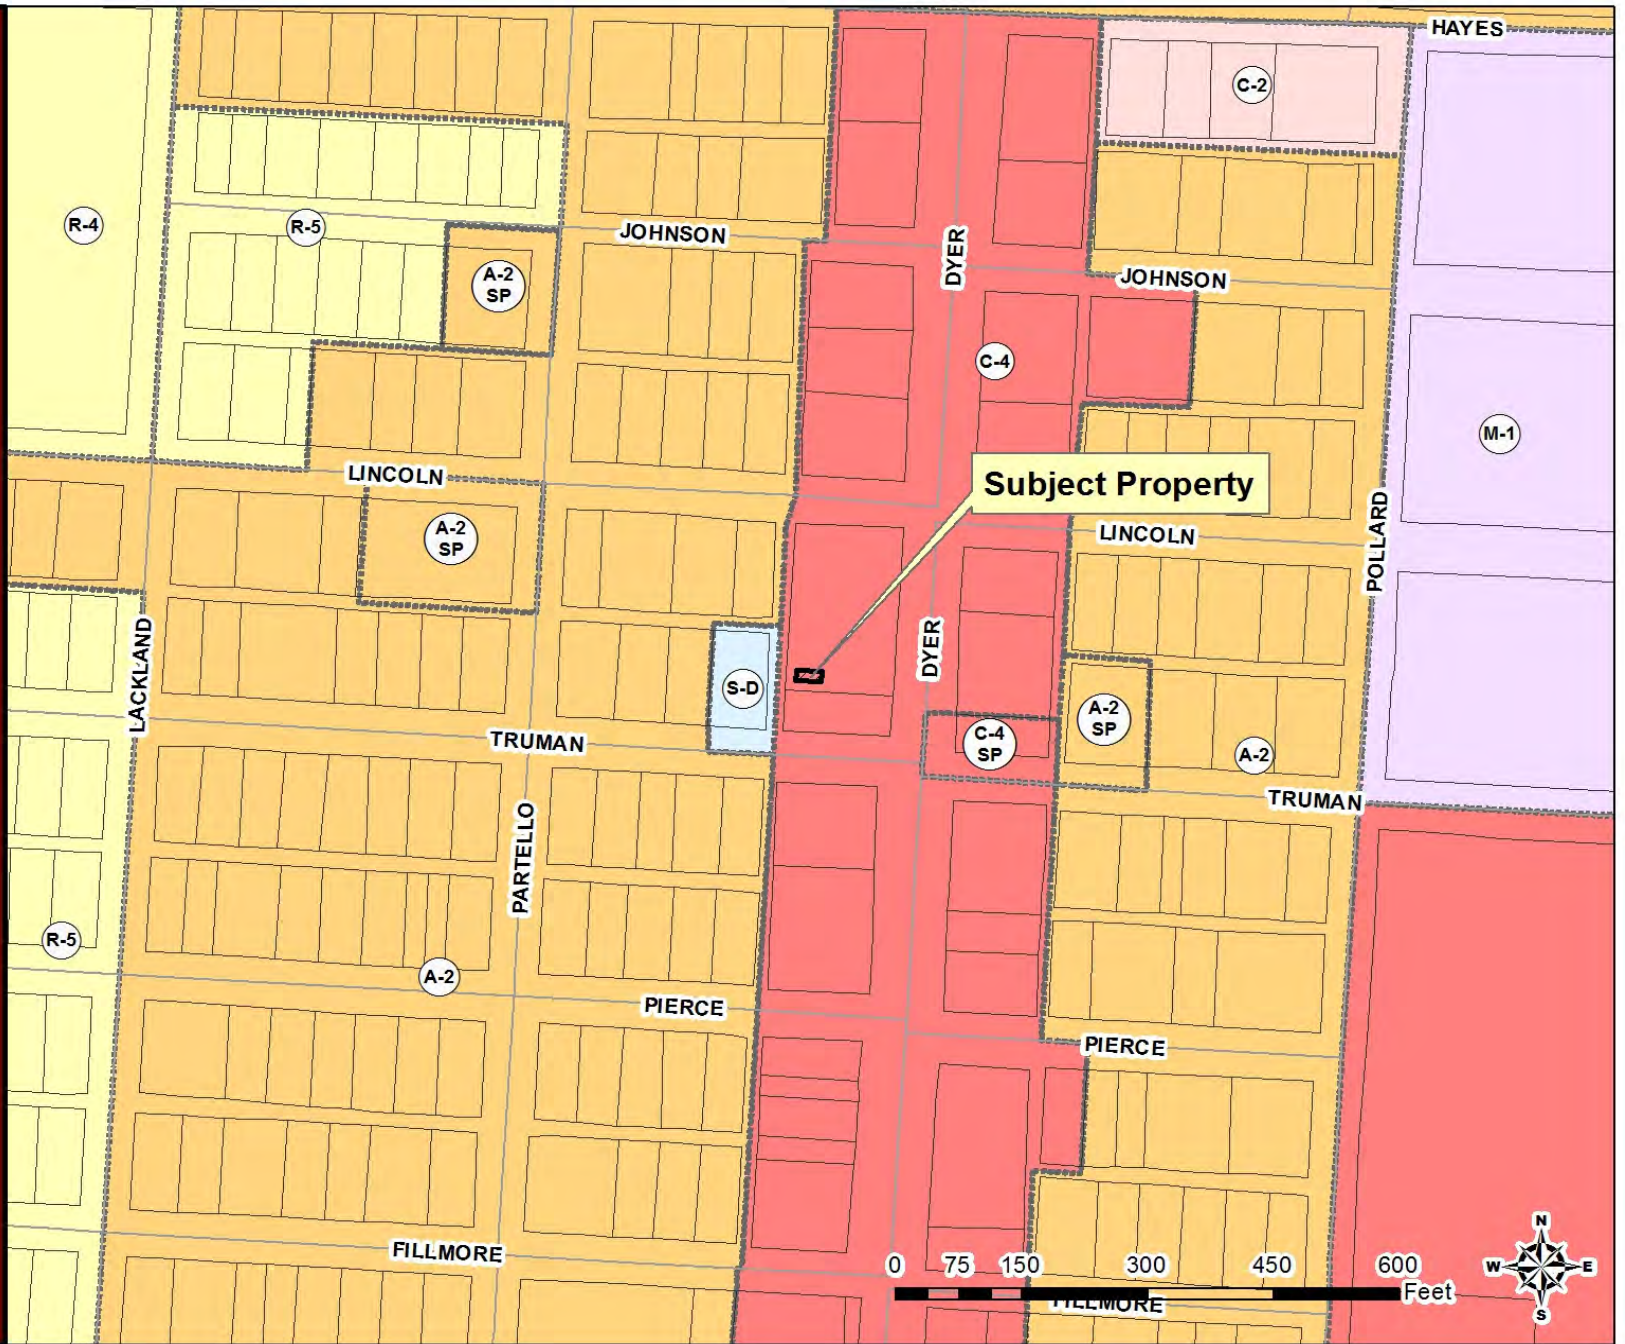 HAYES
C-2
R-4
R-5
JOHNSON
DYER
A-2
SP
JOHNSON
C-4
M-1
LINCOLN
Subject Property
A-2
SP
LINCOLN
POLLARD
LACKLAND
DYER
S-D
A-2
SP
C-4
SP
TRUMAN
A-2
TRUMAN
PARTELLO
R-5
A-2
PIERCE
PIERCE
FILLMORE
N
W E
S
0 75 150 300 450 600
Feet
FILLMORE